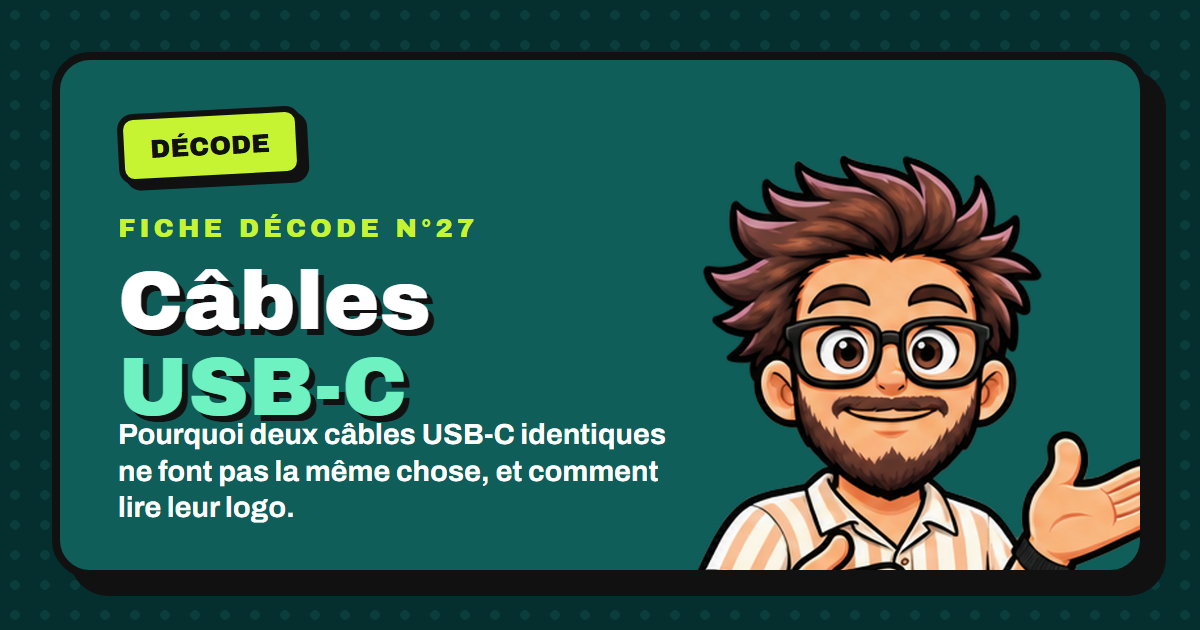 DÉCODE
FICHE DÉCODE N°27
Câbles
USB-C
Pourquoi deux câbles USB-C identiques
ne font pas la même chose, et comment
lire leur logo.